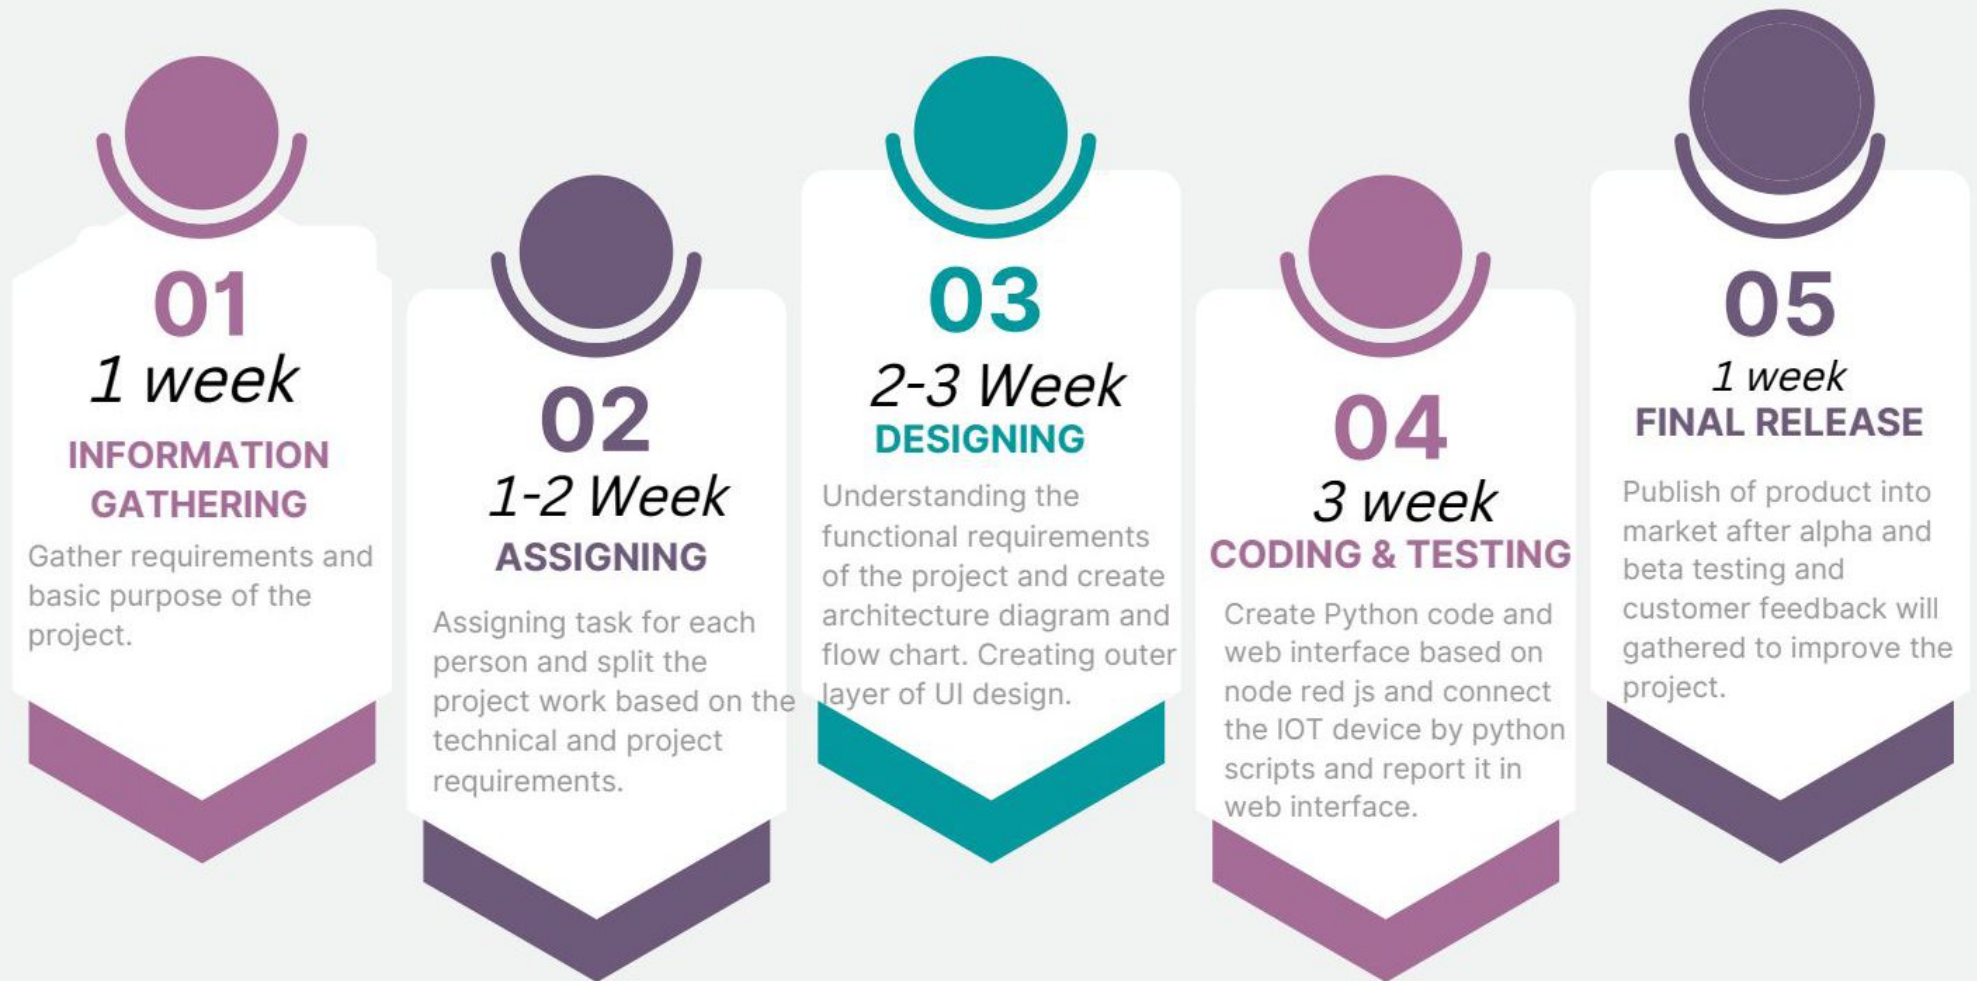 01
1 week
INFORMATION
GATHERING
Gather requirements and
basic purpose of the
project.
02
1-2 Week
ASSIGNING
Assigning task for each
person and split the
project work based on the
technical and project
requirements.
03
2-3 Week
DESIGNING
Understanding the
functional requirements
of the project and create
architecture diagram and
flow chart. Creating outer
layer of UI design.
04
3 week
CODING & TESTING
Create Python code and
web interface based on
node red js and connect
the IOT device by python
scripts and report it in
web interface.
05
1 week
FINAL RELEASE
Publish of product into
market after alpha and
beta testing and
customer feedback will
gathered to improve the
project.